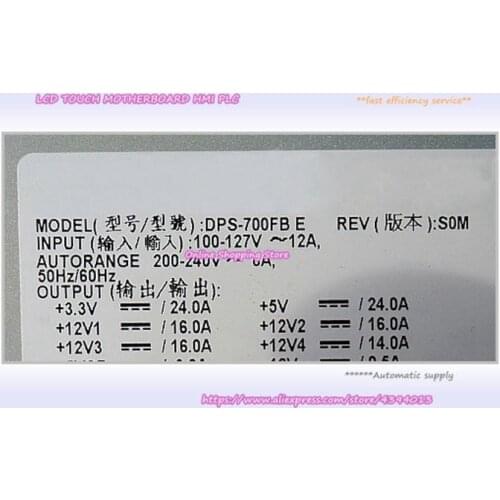 LCD TOUCH MOTHERBOARD HMI PLC
**fast efficiency service**
MODEL(型号/型號):DPS-700FB E REV(版本):S0M
INPUT(输入/輸入):100-127V ～12A,
Online Shopping Store
AUTORANGE 200-240V～ 6A,
50Hz/60Hz
OUTPUT(输出/輸出):
+3.3V ⎓ / 24.0A +5V ⎓ / 24.0A
+12V1 ⎓ / 16.0A +12V2 ⎓ / 16.0A
+12V3 ⎓ / 16.0A +12V4 ⎓ / 14.0A
******Automatic supply
https://www.aliexpress.com/store/4394013